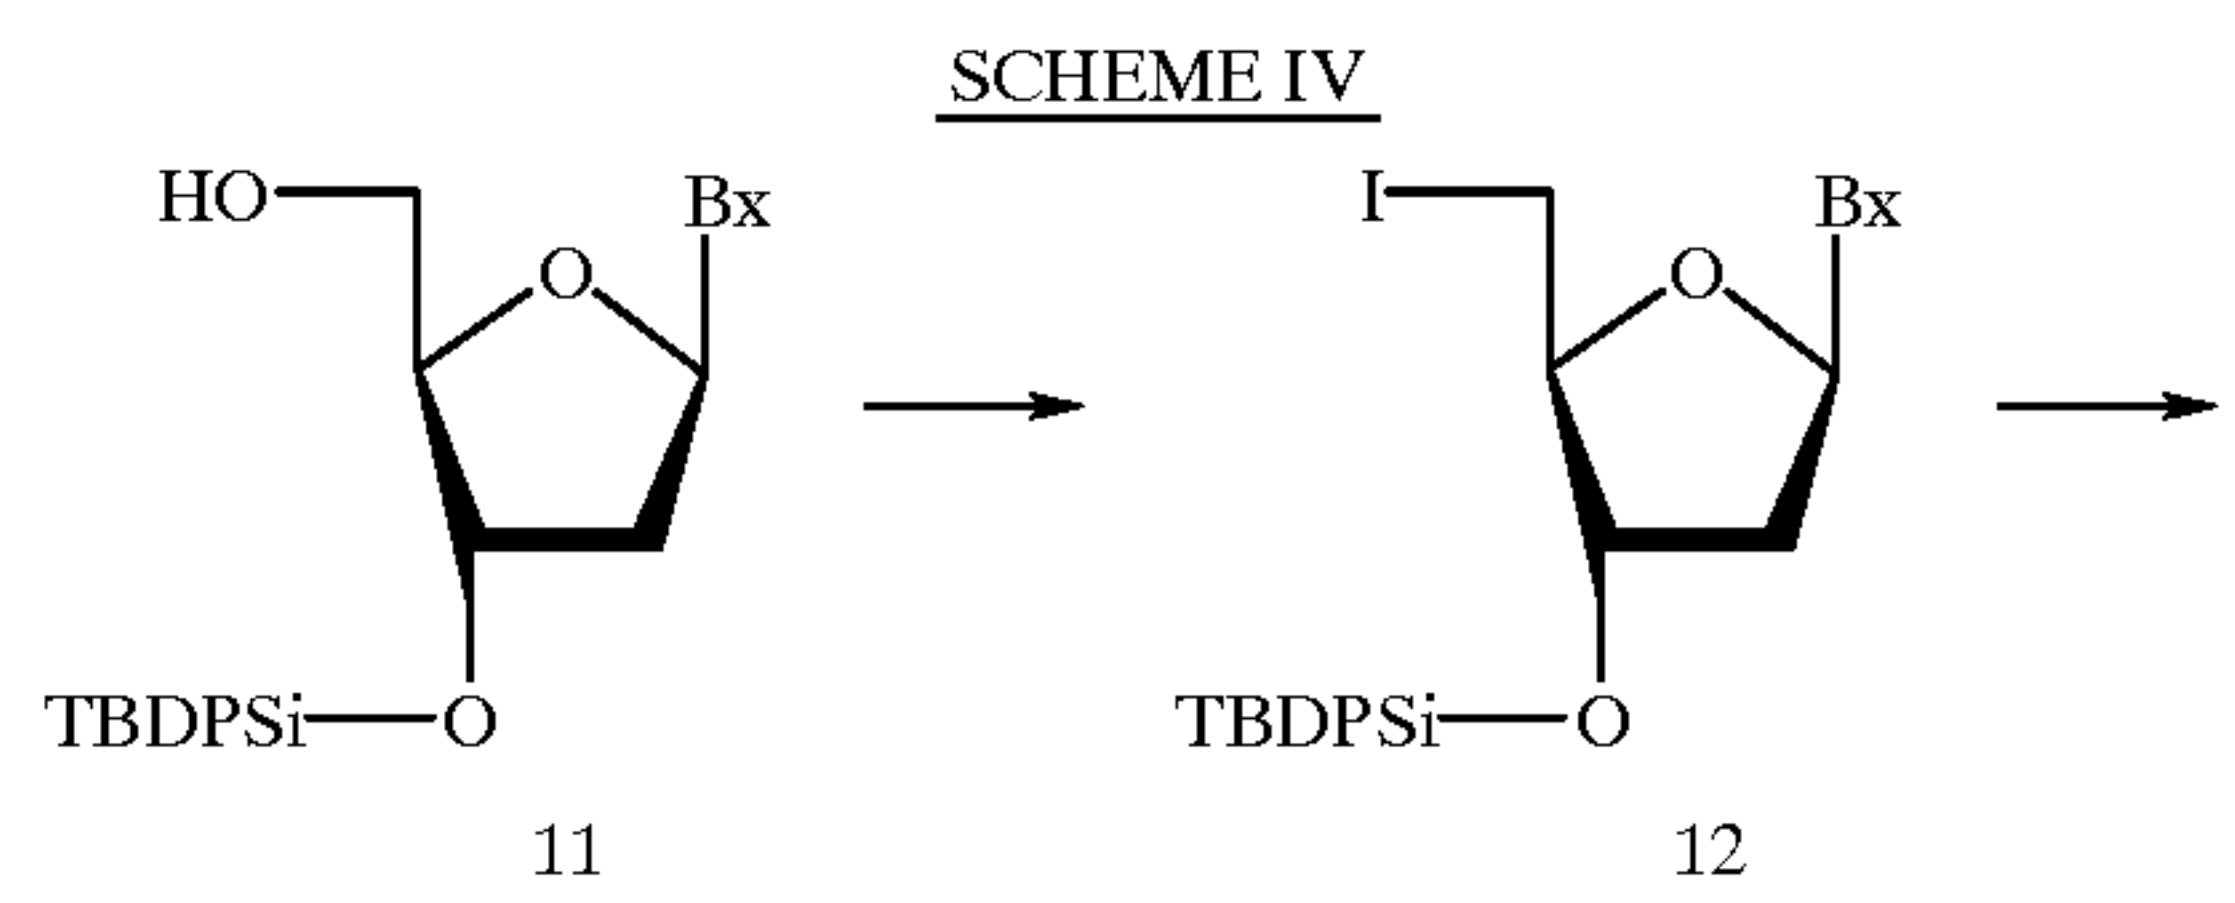 SCHEME IV
HO Bx I Bx
O O
TBDPSi O TBDPSi O
11 12